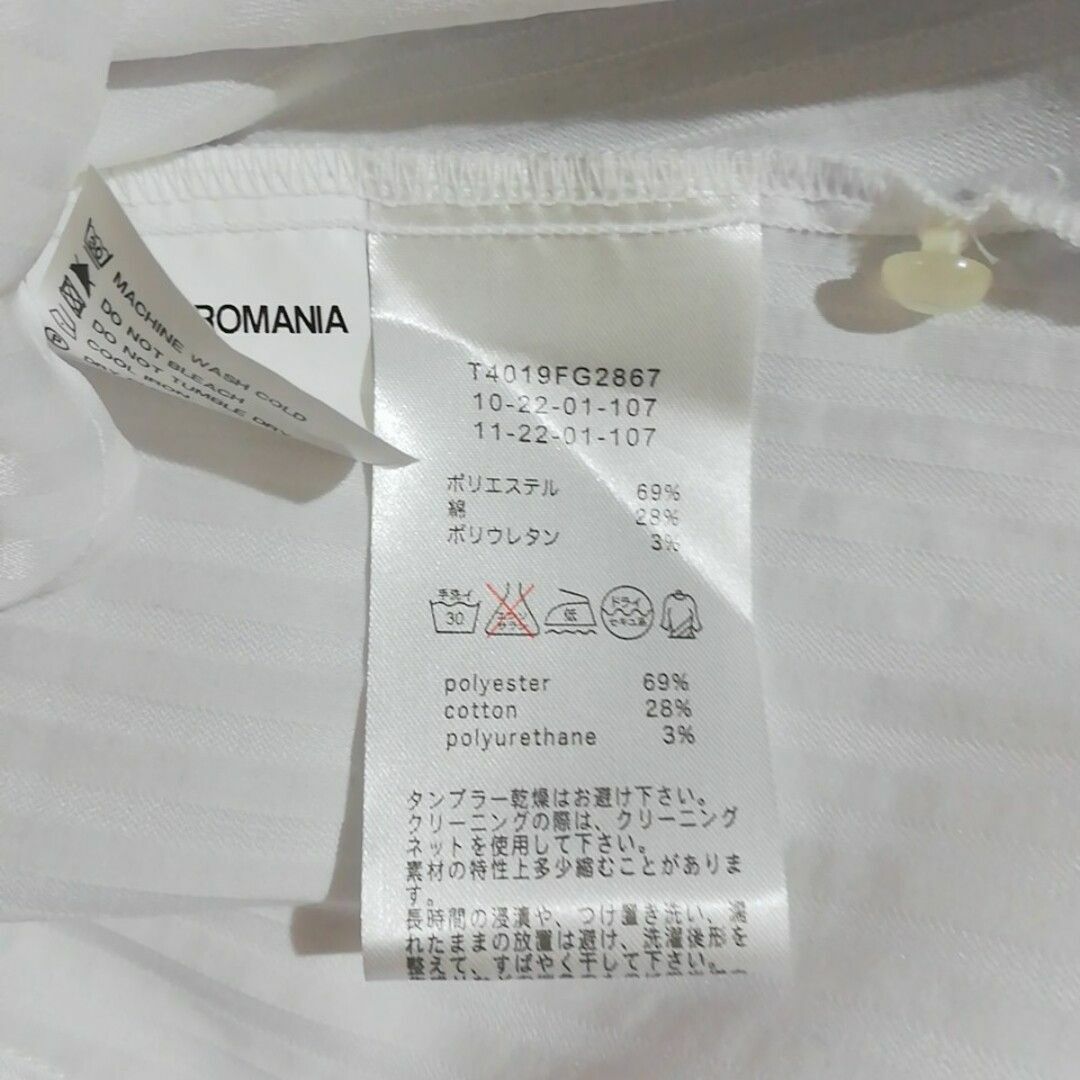 MACHINE WASH COLD
DO NOT BLEACH
DO NOT TUMBLE DRY
COOL IRON
ROMANIA
T4019FG2867
10-22-01-107
11-22-01-107
ポリエステル 69%
綿 28%
ポリウレタン 3%
手洗イ
30
低
ドライ
セキユ系
polyester 69%
cotton 28%
polyurethane 3%
タンブラー乾燥はお避け下さい。
クリーニングの際は、クリーニング
ネットを使用して下さい。
素材の特性上多少縮むことがありま
す。
長時間の浸漬や、つけ置き洗い、濡
れたままの放置は避け、洗濯後形を
整えて、すばやく干して下さい。